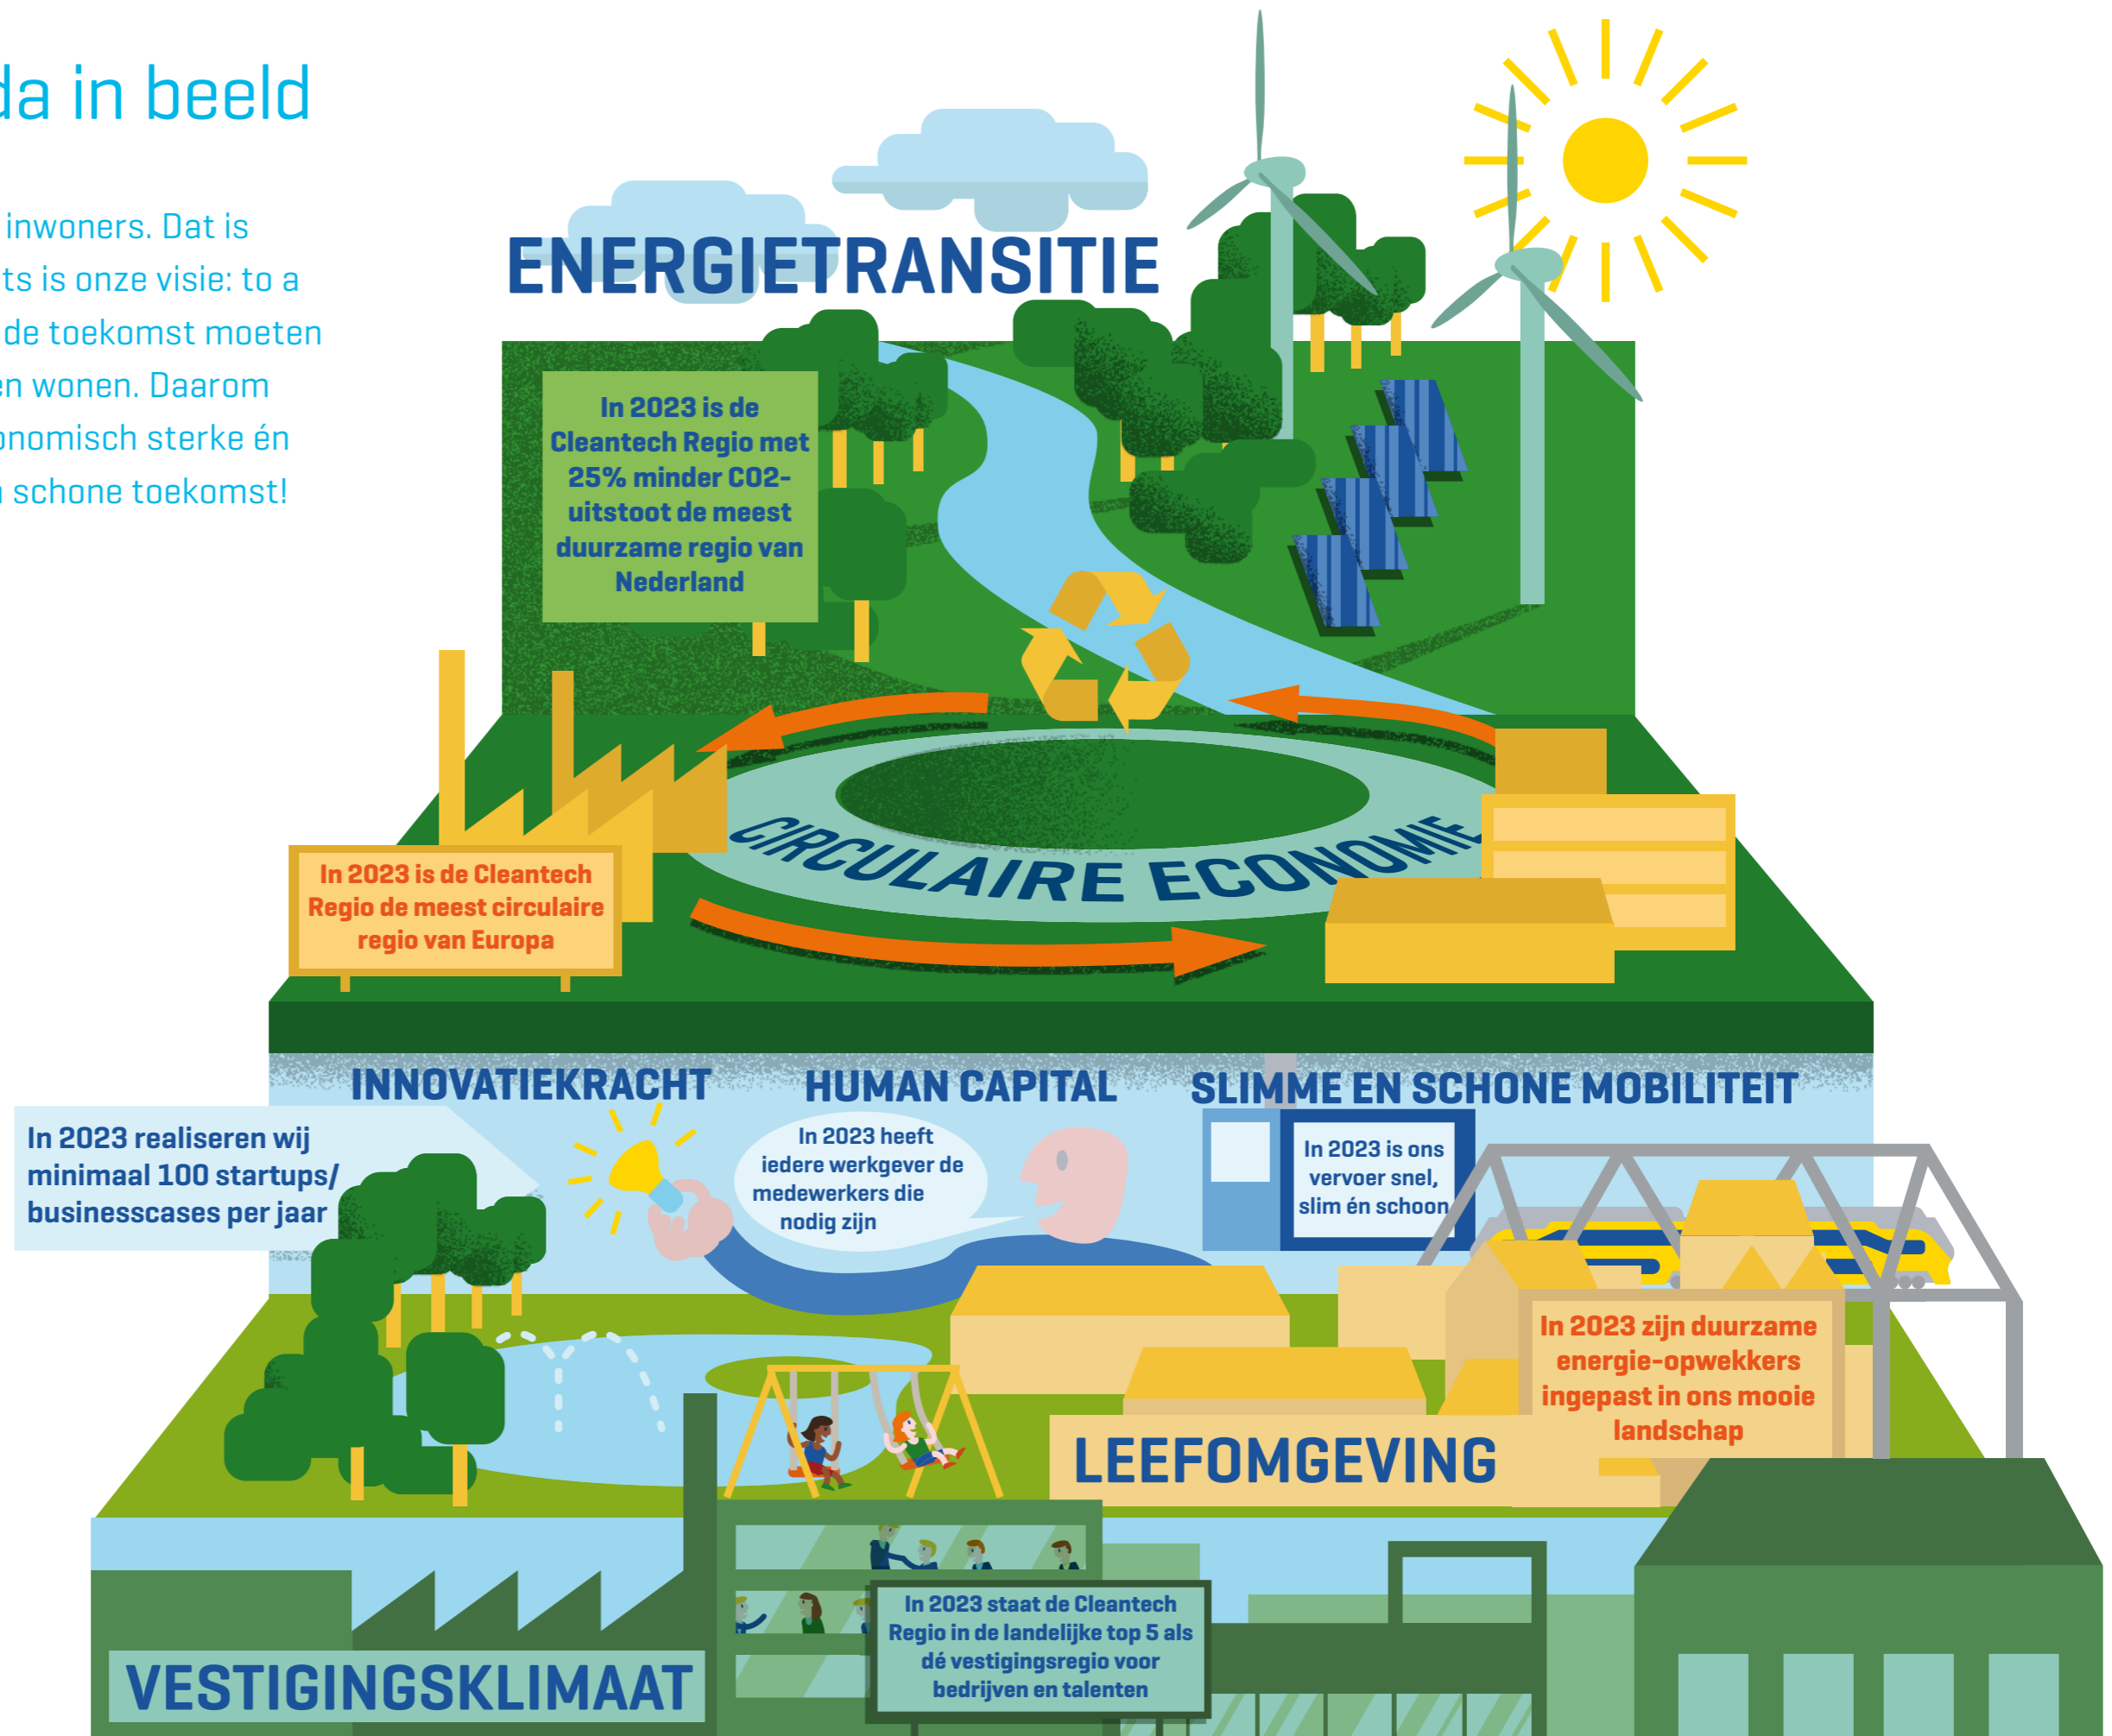 da in beeld
inwoners. Dat is
ts is onze visie: to a
de toekomst moeten
en wonen. Daarom
onomisch sterke én
schone toekomst!
ENERGIETRANSITIE
In 2023 is de
Cleantech Regio met
25% minder CO2-
uitstoot de meest
duurzame regio van
Nederland
In 2023 is de Cleantech
Regio de meest circulaire
regio van Europa
CIRCULAIRE ECONOMIE
INNOVATIEKRACHT
In 2023 realiseren wij
minimaal 100 startups/
businesscases per jaar
HUMAN CAPITAL
In 2023 heeft
iedere werkgever de
medewerkers die
nodig zijn
SLIMME EN SCHONE MOBILITEIT
In 2023 is ons
vervoer snel,
slim én schoon
In 2023 zijn duurzame
energie-opwekkers
ingepast in ons mooie
landschap
LEEFOMGEVING
In 2023 staat de Cleantech
Regio in de landelijke top 5 als
dé vestigingsregio voor
bedrijven en talenten
VESTIGINGSKLIMAAT